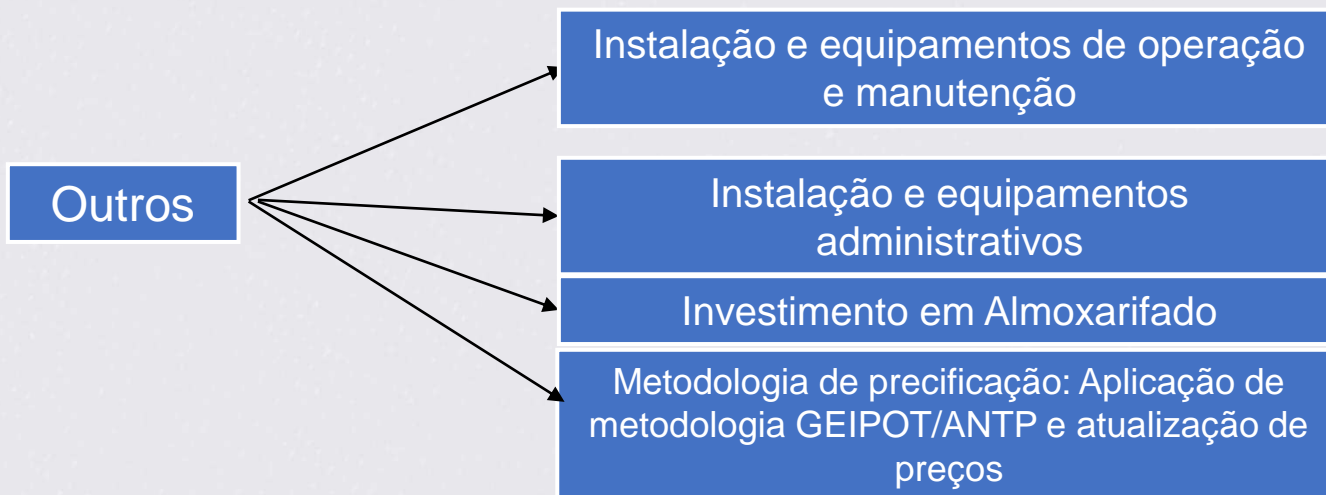 Outros
Instalação e equipamentos de operação
e manutenção
Instalação e equipamentos
administrativos
Investimento em Almoxarifado
Metodologia de precificação: Aplicação de
metodologia GEIPOT/ANTP e atualização de
preços